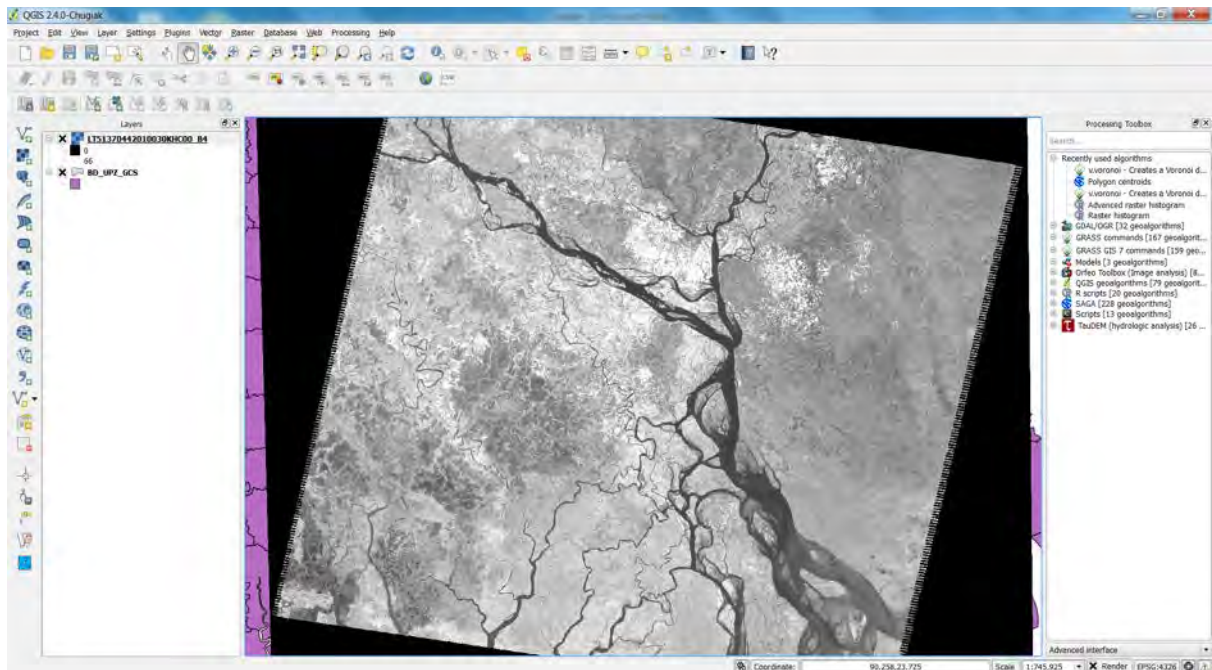 QGIS 2.4.0-Chugiak
Project Edit View Layer Settings Plugins Vector Raster Database Web Processing Help
Layers
LT51370442010030KHC00_B4
0
66
BD_UPZ_GCS
Processing Toolbox
Search...
Recently used algorithms
v.voronoi - Creates a Voronoi d...
Polygon centroids
v.voronoi - Creates a Voronoi d...
Advanced raster histogram
Raster histogram
GDAL/OGR [32 geoalgorithms]
GRASS commands [167 geoalgorit...
GRASS GIS 7 commands [159 geo...
Models [3 geoalgorithms]
Orfeo Toolbox (Image analysis) [8...
QGIS geoalgorithms [79 geoalgorit...
R scripts [20 geoalgorithms]
SAGA [228 geoalgorithms]
Scripts [13 geoalgorithms]
TauDEM (hydrologic analysis) [26 ...
Advanced interface
Coordinate: 90.258,23.725 Scale 1:745,925 Render EPSG:4326